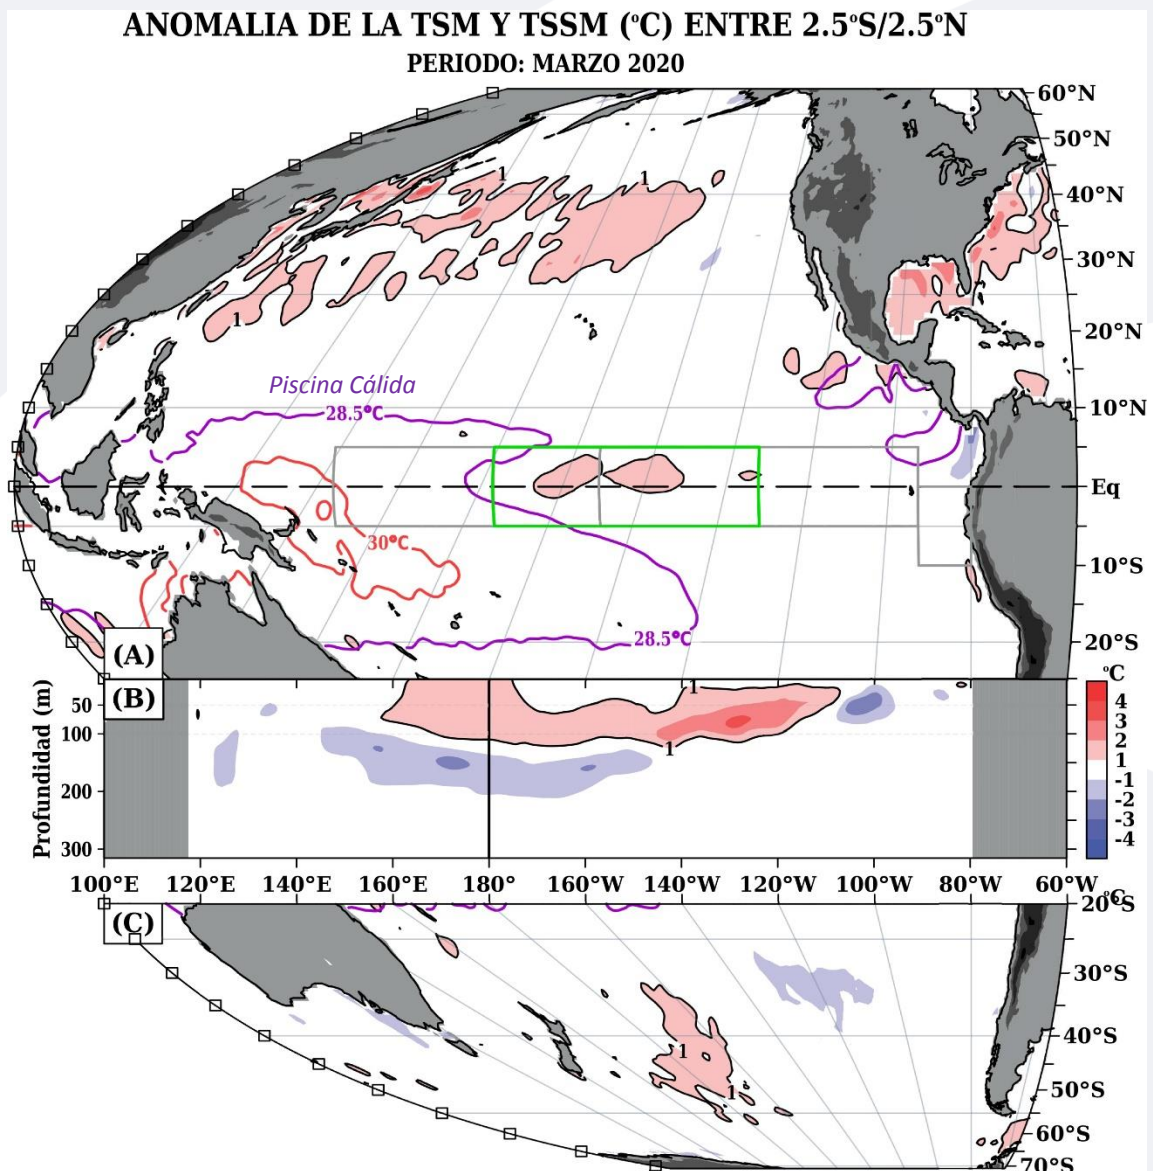 ANOMALIA DE LA TSM Y TSSM (ºC) ENTRE 2.5ºS/2.5ºN
PERIODO: MARZO 2020
60°N
50°N
1
1
40°N
30°N
1
20°N
Piscina Cálida
28.5°C
10°N
Eq
30°C
10°S
28.5°C
20°S
(A)
°C
(B)
Profundidad (m)
50
100
200
300
1
1
4
3
2
1
-1
-2
-3
-4
100°E 120°E 140°E 160°E 180° 160°W 140°W 120°W 100°W 80°W 60°W
°C
20°S
(C)
30°S
1
40°S
1
50°S
60°S
70°S